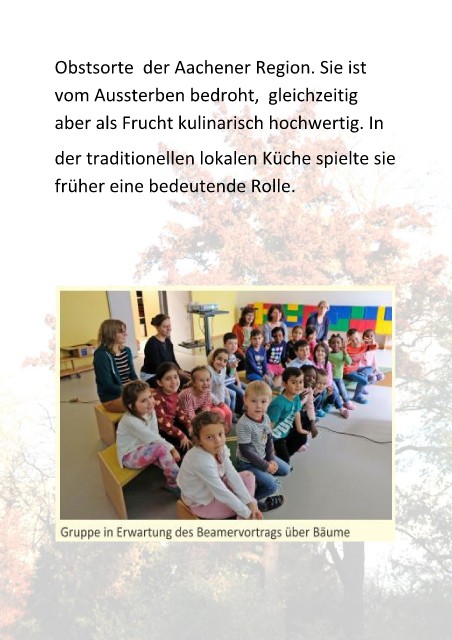 Obstsorte der Aachener Region. Sie ist
vom Aussterben bedroht, gleichzeitig
aber als Frucht kulinarisch hochwertig. In
der traditionellen lokalen Küche spielte sie
früher eine bedeutende Rolle.
Gruppe in Erwartung des Beamervortrags über Bäume